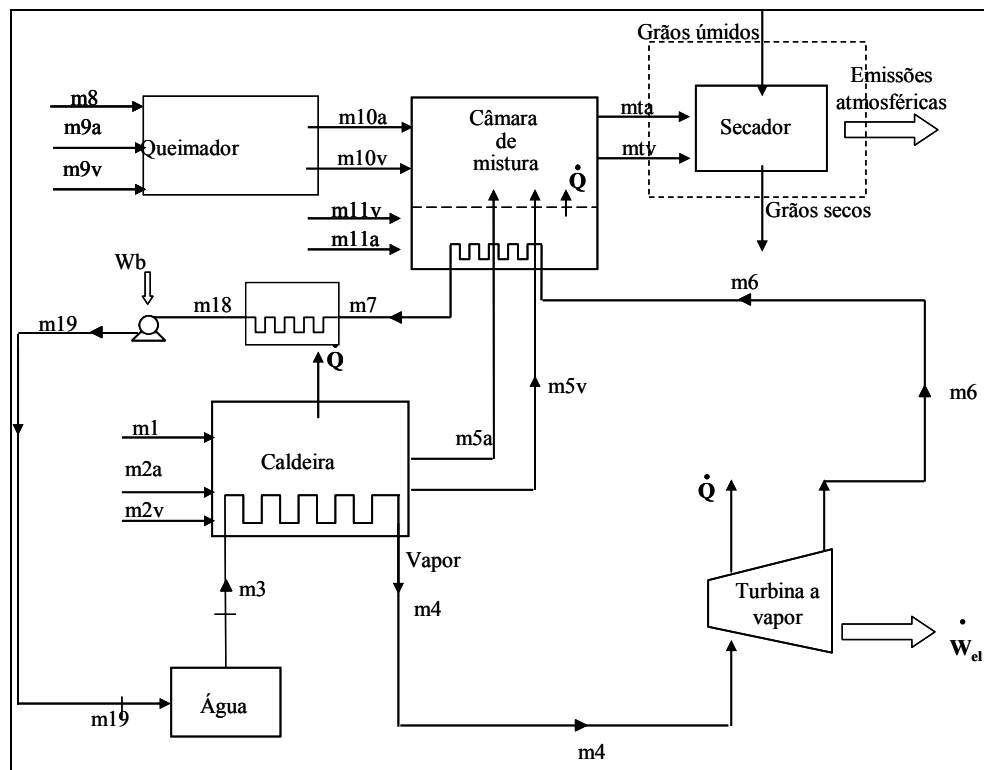 Grãos úmidos
Emissões
atmosféricas
m8
m9a
Queimador
m9v
m10a
m10v
Câmara
de
mistura
Q
mta
mtv
Secador
Grãos secos
m11v
m11a
Wb
m19
m18
m7
m6
m6
Q
m5v
m5a
m1
m2a
m2v
Caldeira
Vapor
m3
m4
Q
Turbina a
vapor
W el
Água
m19
m4